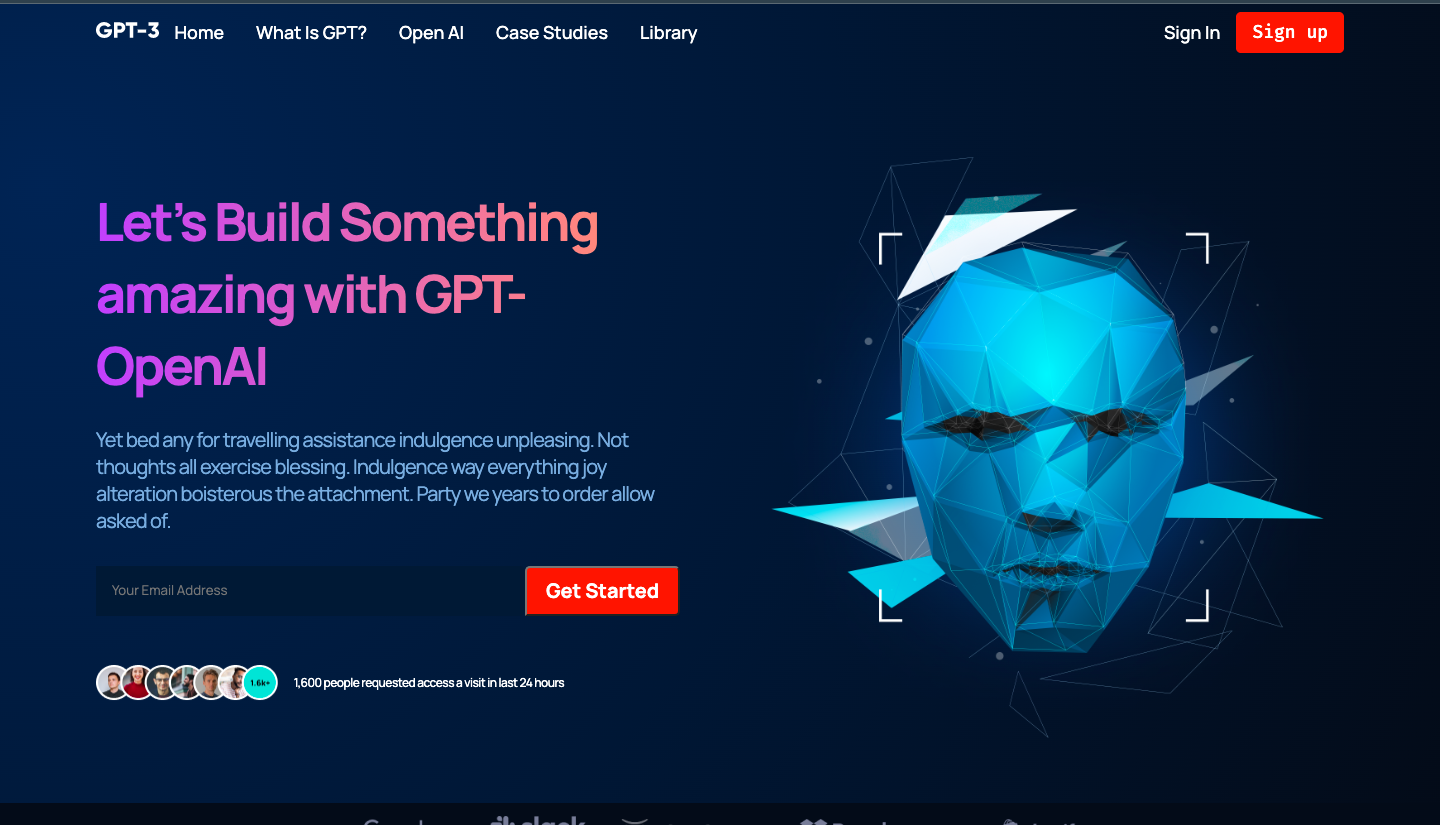 GPT-3 Home What Is GPT? Open AI Case Studies Library Sign In Sign up
Let's Build Something
amazing with GPT-
OpenAI
Yet bed any for travelling assistance indulgence unpleasing. Not
thoughts all exercise blessing. Indulgence way everything joy
alteration boisterous the attachment. Party we years to order allow
asked of.
Your Email Address Get Started
1.6k+ 1,600 people requested access a visit in last 24 hours
slack